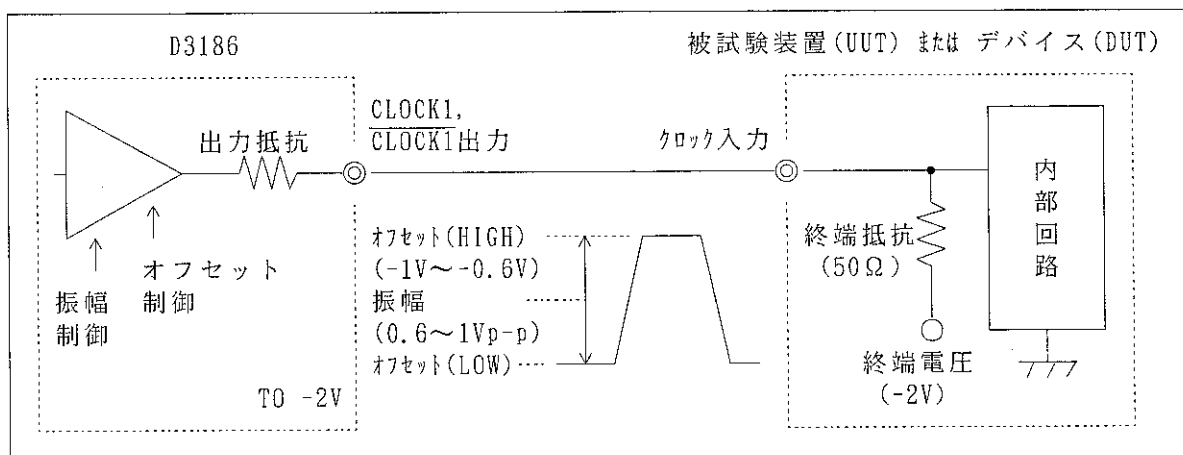 D3186
被試験装置(UUT) または デバイス(DUT)
CLOCK1,
CLOCK1出力
出力抵抗
クロック入力
オフセット
制御
振幅
制御
オフセット(HIGH)
(-1V～-0.6V)
振幅
(0.6～1Vp-p)
オフセット(LOW)
TO -2V
終端抵抗
(50Ω)
終端電圧
(-2V)
内部回路